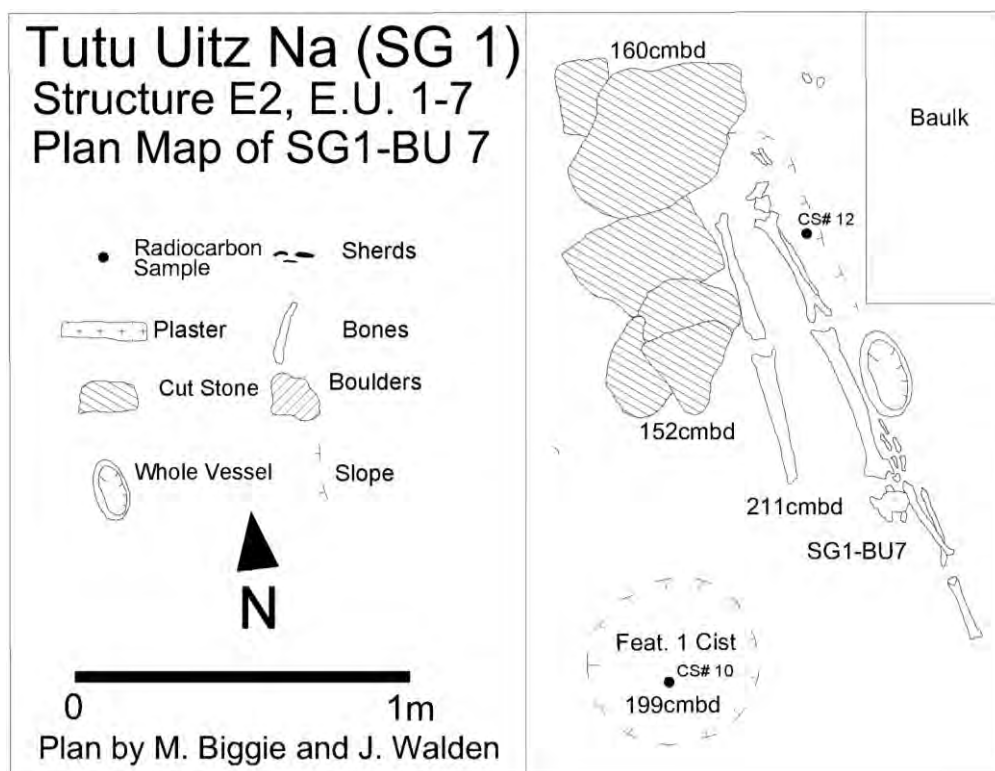 Tutu Uitz Na (SG 1)
Structure E2, E.U. 1-7
Plan Map of SG1-BU 7
Radiocarbon
Sample
Sherds
Plaster
Bones
Cut Stone
Boulders
Whole Vessel
Slope
N
0
1m
Plan by M. Biggie and J. Walden
160cmbd
Baulk
CS# 12
152cmbd
211cmbd
SG1-BU7
Feat. 1 Cist
CS# 10
199cmbd